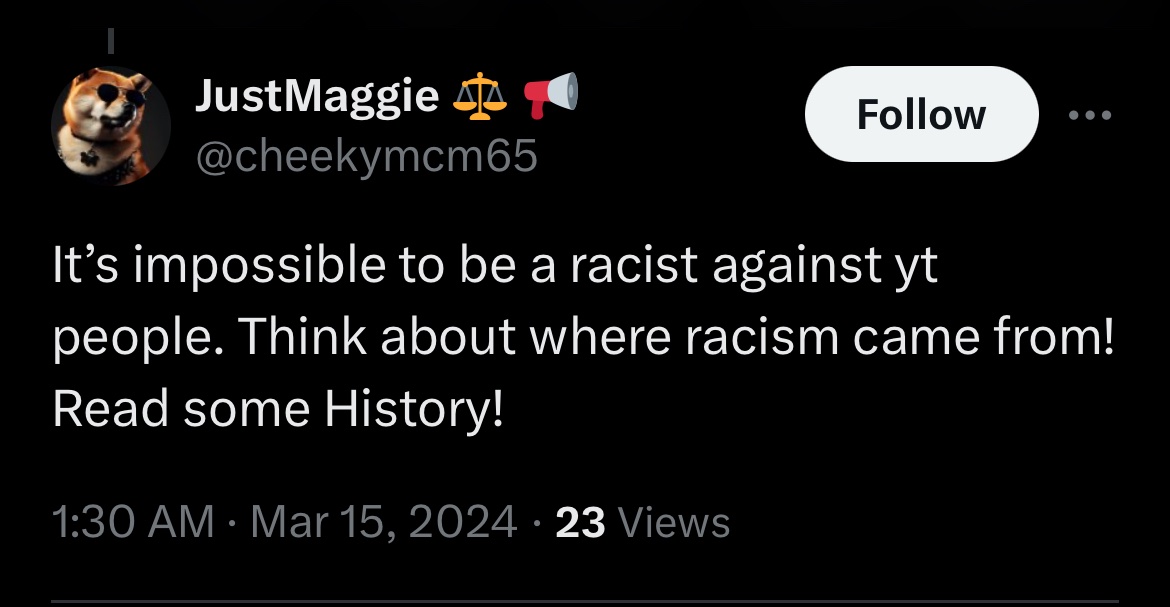 JustMaggie ⚖️ 📢
@cheekymcm65
Follow
It’s impossible to be a racist against yt
people. Think about where racism came from!
Read some History!
1:30 AM · Mar 15, 2024 · 23 Views